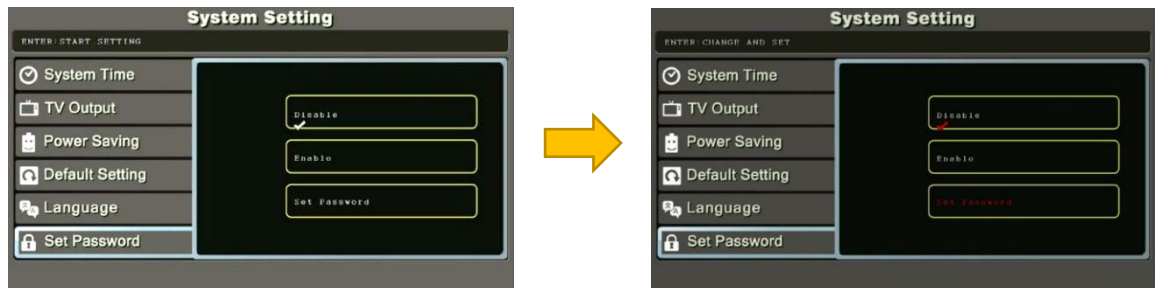 System Setting
ENTER:START SETTING
System Time
TV Output
Power Saving
Default Setting
Language
Set Password
Disable
Enable
Set Password
System Setting
ENTER:CHANGE AND SET
System Time
TV Output
Power Saving
Default Setting
Language
Set Password
Disable
Enable
Set Password